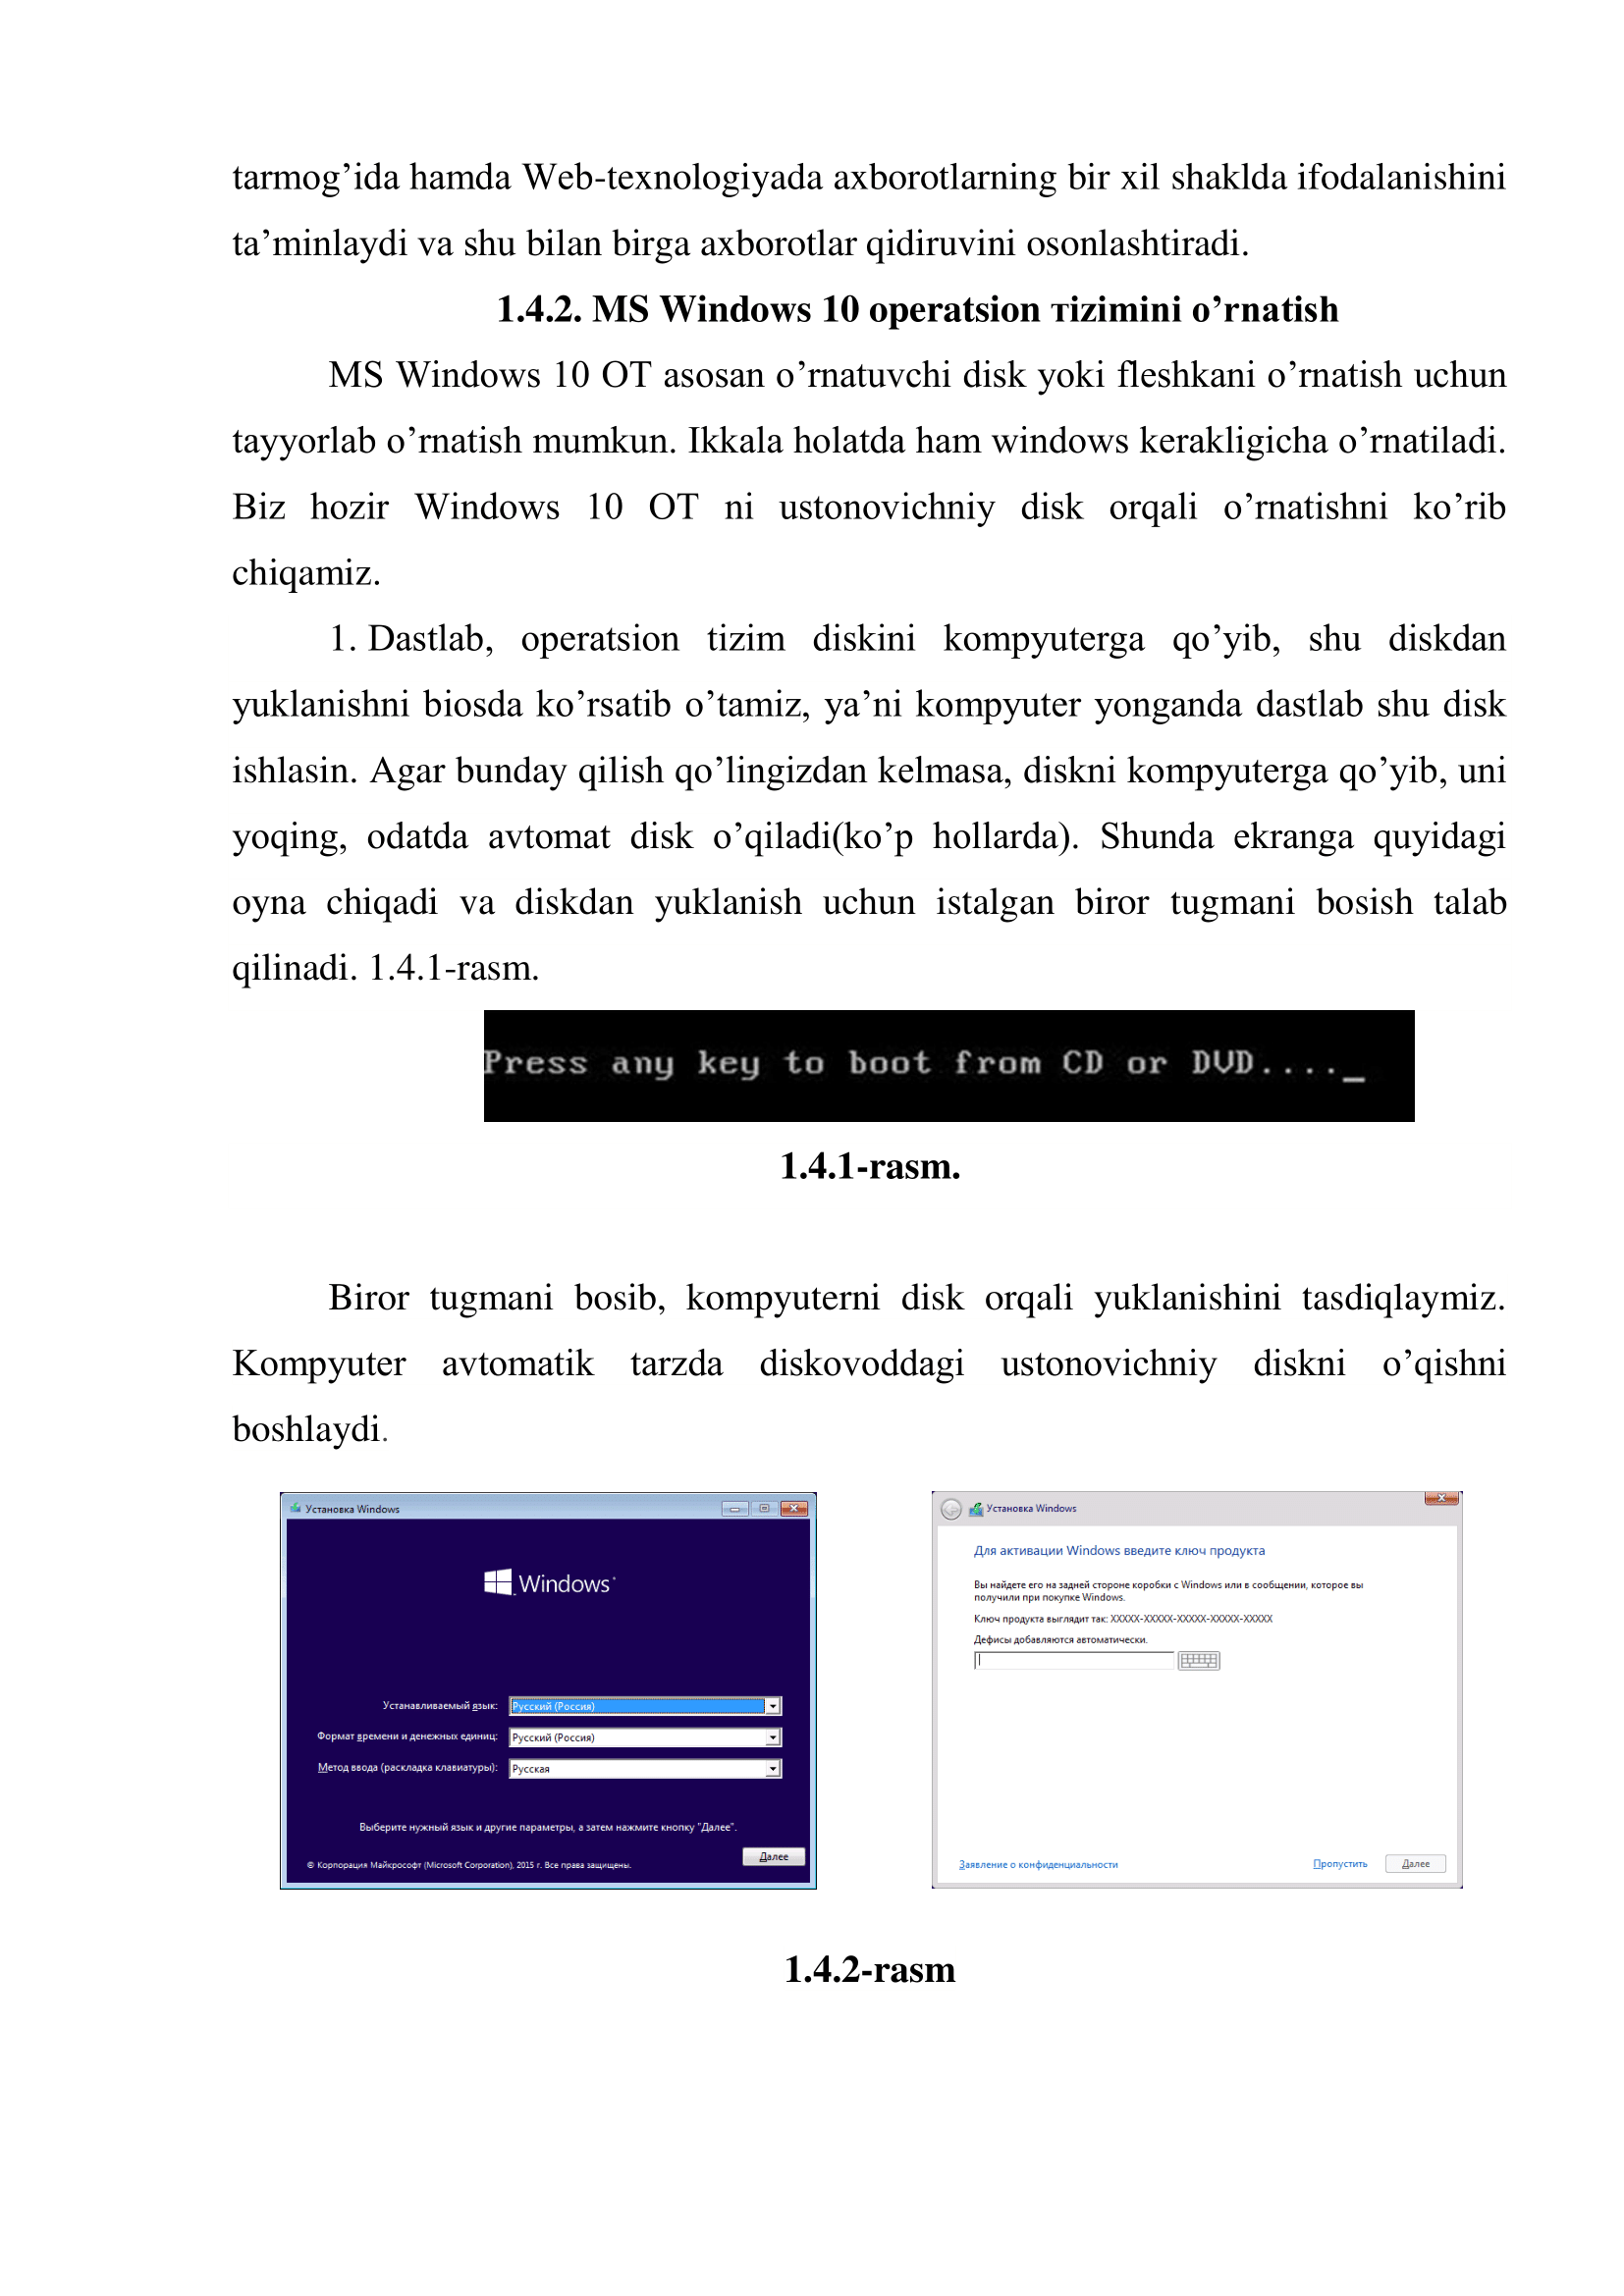 tarmog’ida hamda Web-texnologiyada axborotlarning bir xil shaklda ifodalanishini
ta’minlaydi va shu bilan birga axborotlar qidiruvini osonlashtiradi.
1.4.2. MS Windows 10 operatsion тizimini o’rnatish
MS Windows 10 OT asosan o’rnatuvchi disk yoki fleshkani o’rnatish uchun
tayyorlab o’rnatish mumkun. Ikkala holatda ham windows kerakligicha o’rnatiladi.
Biz hozir Windows 10 OT ni ustonovichniy disk orqali o’rnatishni ko’rib
chiqamiz.
1. Dastlab, operatsion tizim diskini kompyuterga qo’yib, shu diskdan
yuklanishni biosda ko’rsatib o’tamiz, ya’ni kompyuter yonganda dastlab shu disk
ishlasin. Agar bunday qilish qo’lingizdan kelmasa, diskni kompyuterga qo’yib, uni
yoqing, odatda avtomat disk o’qiladi(ko’p hollarda). Shunda ekranga quyidagi
oyna chiqadi va diskdan yuklanish uchun istalgan biror tugmani bosish talab
qilinadi. 1.4.1-rasm.
Press any key to boot from CD or DVD...._
1.4.1-rasm.
Biror tugmani bosib, kompyuterni disk orqali yuklanishini tasdiqlaymiz.
Kompyuter avtomatik tarzda diskovoddagi ustonovichniy diskni o’qishni
boshlaydi.
Установка Windows
Windows
Устанавливаемый язык: Русский (Россия)
Формат времени и денежных единиц: Русский (Россия)
Метод ввода (раскладка клавиатуры): Русская
Выберите нужный язык и другие параметры, а затем нажмите кнопку "Далее".
Далее
© Корпорация Майкрософт (Microsoft Corporation), 2015 г. Все права защищены.
Установка Windows
Для активации Windows введите ключ продукта
Вы найдете его на задней стороне коробки с Windows или в сообщении, которое вы
получили при покупке Windows.
Ключ продукта выглядит так: XXXXX-XXXXX-XXXXX-XXXXX-XXXXX
Дефисы добавляются автоматически.
Заявление о конфиденциальности Пропустить Далее
1.4.2-rasm